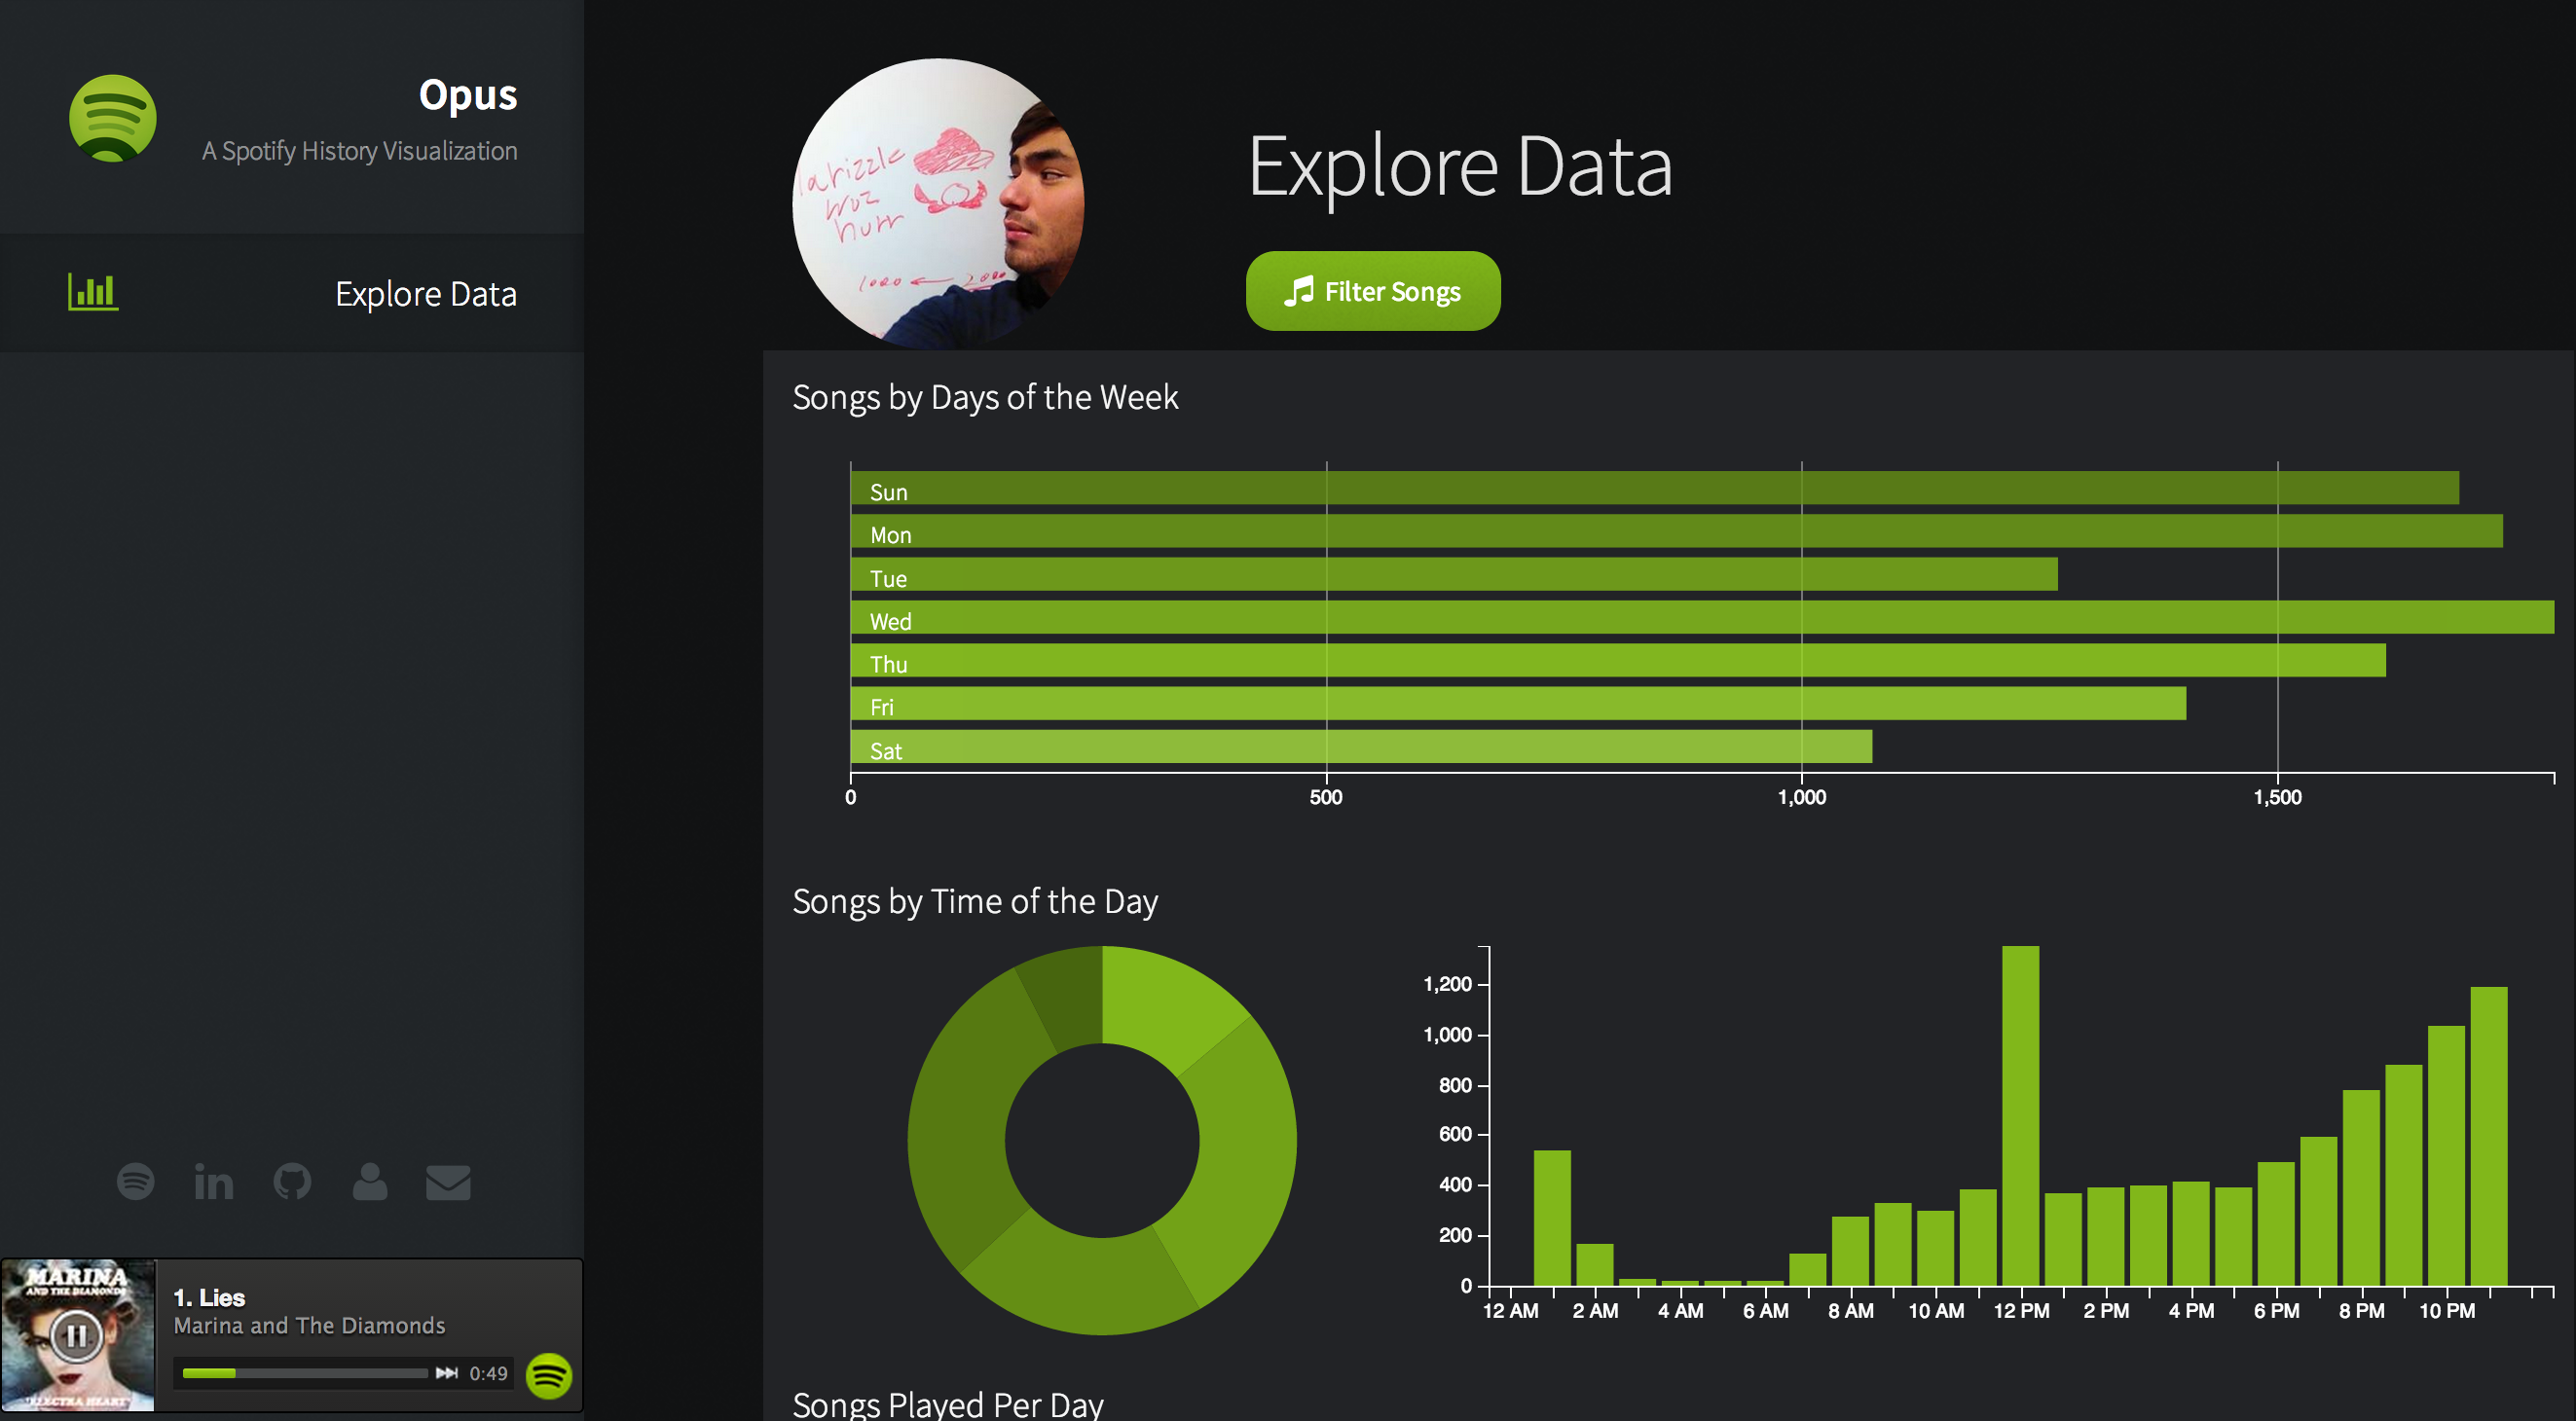 Opus
A Spotify History Visualization
Explore Data
larizzle
wuz
hurr
1000 ← 2000
Explore Data
Filter Songs
Songs by Days of the Week
Sun
Mon
Tue
Wed
Thu
Fri
Sat
0 500 1,000 1,500
Songs by Time of the Day
1,200
1,000
800
600
400
200
0
12 AM 2 AM 4 AM 6 AM 8 AM 10 AM 12 PM 2 PM 4 PM 6 PM 8 PM 10 PM
Songs Played Per Day
in
MARINA
AND THE DIAMONDS
ELECTRA HEART
1. Lies
Marina and The Diamonds
0:49